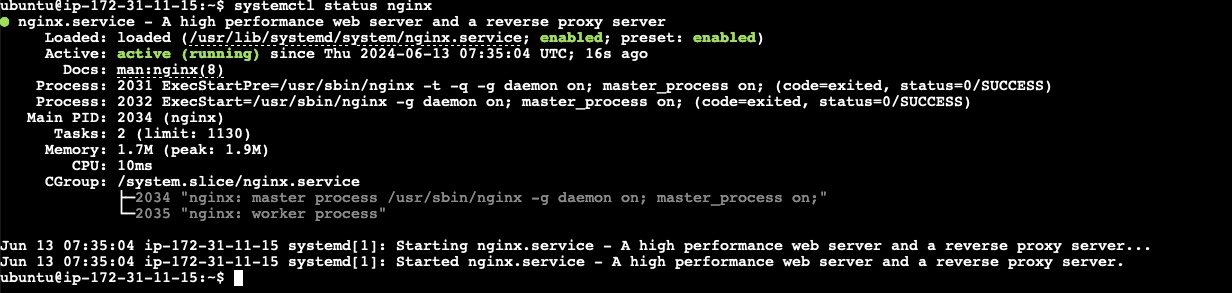 ubuntu@ip-172-31-11-15:~$ systemctl status nginx
● nginx.service - A high performance web server and a reverse proxy server
     Loaded: loaded (/usr/lib/systemd/system/nginx.service; enabled; preset: enabled)
     Active: active (running) since Thu 2024-06-13 07:35:04 UTC; 16s ago
       Docs: man:nginx(8)
    Process: 2031 ExecStartPre=/usr/sbin/nginx -t -q -g daemon on; master_process on; (code=exited, status=0/SUCCESS)
    Process: 2032 ExecStart=/usr/sbin/nginx -g daemon on; master_process on; (code=exited, status=0/SUCCESS)
   Main PID: 2034 (nginx)
      Tasks: 2 (limit: 1130)
     Memory: 1.7M (peak: 1.9M)
        CPU: 10ms
     CGroup: /system.slice/nginx.service
             ├─2034 "nginx: master process /usr/sbin/nginx -g daemon on; master_process on;"
             └─2035 "nginx: worker process"

Jun 13 07:35:04 ip-172-31-11-15 systemd[1]: Starting nginx.service - A high performance web server and a reverse proxy server...
Jun 13 07:35:04 ip-172-31-11-15 systemd[1]: Started nginx.service - A high performance web server and a reverse proxy server.
ubuntu@ip-172-31-11-15:~$